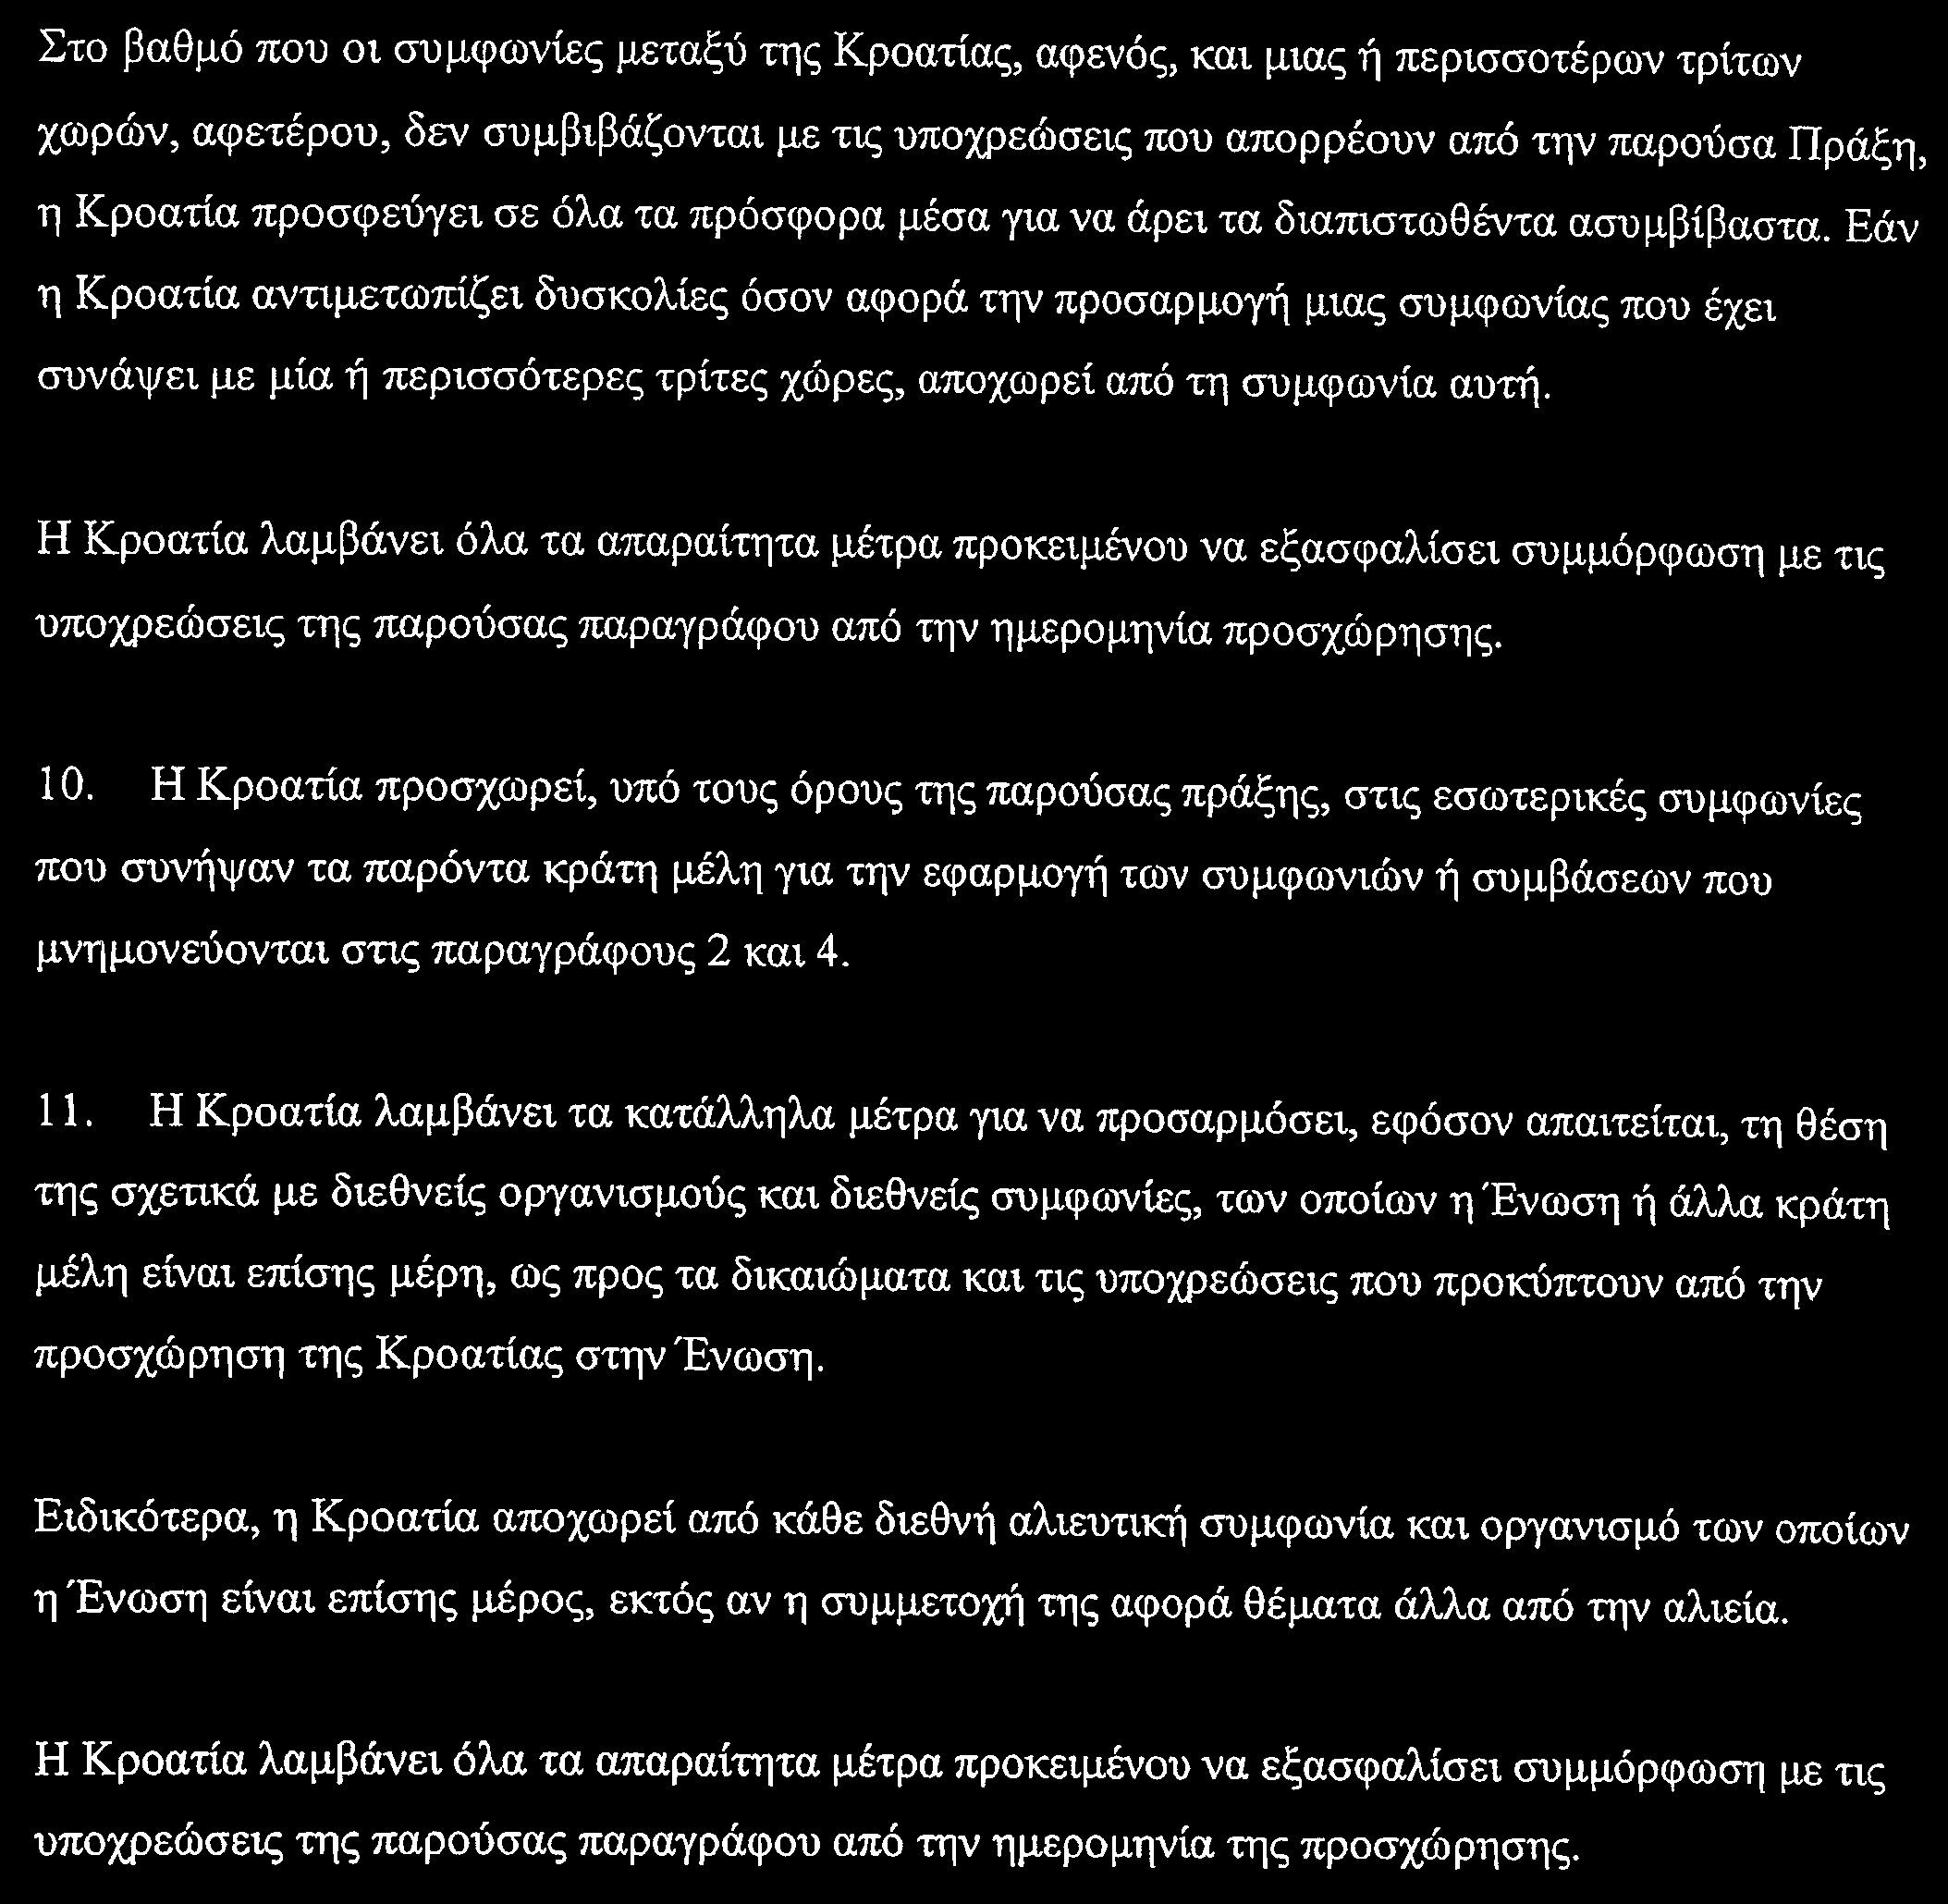 Στο βαθμό που οι συμφωνίες μεταξύ της Κροατίας, αφενός, και μιας ή περισσοτέρων τρίτων
χωρών, αφετέρου, δεν συμβιβάζονται με τις υποχρεώσεις που απορρέουν από την παρούσα Πράξη,
η Κροατία προσφεύγει σε όλα τα πρόσφορα μέσα για να άρει τα διαπιστωθέντα ασυμβίβαστα. Εάν
η Κροατία αντιμετωπίζει δυσκολίες όσον αφορά την προσαρμογή μιας συμφωνίας που έχει
συνάψει με μία ή περισσότερες τρίτες χώρες, αποχωρεί από τη συμφωνία αυτή.
Η Κροατία λαμβάνει όλα τα απαραίτητα μέτρα προκειμένου να εξασφαλίσει συμμόρφωση με τις
υποχρεώσεις της παρούσας παραγράφου από την ημερομηνία προσχώρησης.
10. Η Κροατία προσχωρεί, υπό τους όρους της παρούσας πράξης, στις εσωτερικές συμφωνίες
που συνήψαν τα παρόντα κράτη μέλη για την εφαρμογή των συμφωνιών ή συμβάσεων που
μνημονεύονται στις παραγράφους 2 και 4.
11. Η Κροατία λαμβάνει τα κατάλληλα μέτρα για να προσαρμόσει, εφόσον απαιτείται, τη θέση
της σχετικά με διεθνείς οργανισμούς και διεθνείς συμφωνίες, των οποίων η Ένωση ή άλλα κράτη
μέλη είναι επίσης μέρη, ως προς τα δικαιώματα και τις υποχρεώσεις που προκύπτουν από την
προσχώρηση της Κροατίας στην Ένωση.
Ειδικότερα, η Κροατία αποχωρεί από κάθε διεθνή αλιευτική συμφωνία και οργανισμό των οποίων
η Ένωση είναι επίσης μέρος, εκτός αν η συμμετοχή της αφορά θέματα άλλα από την αλιεία.
Η Κροατία λαμβάνει όλα τα απαραίτητα μέτρα προκειμένου να εξασφαλίσει συμμόρφωση με τις
υποχρεώσεις της παρούσας παραγράφου από την ημερομηνία της προσχώρησης.